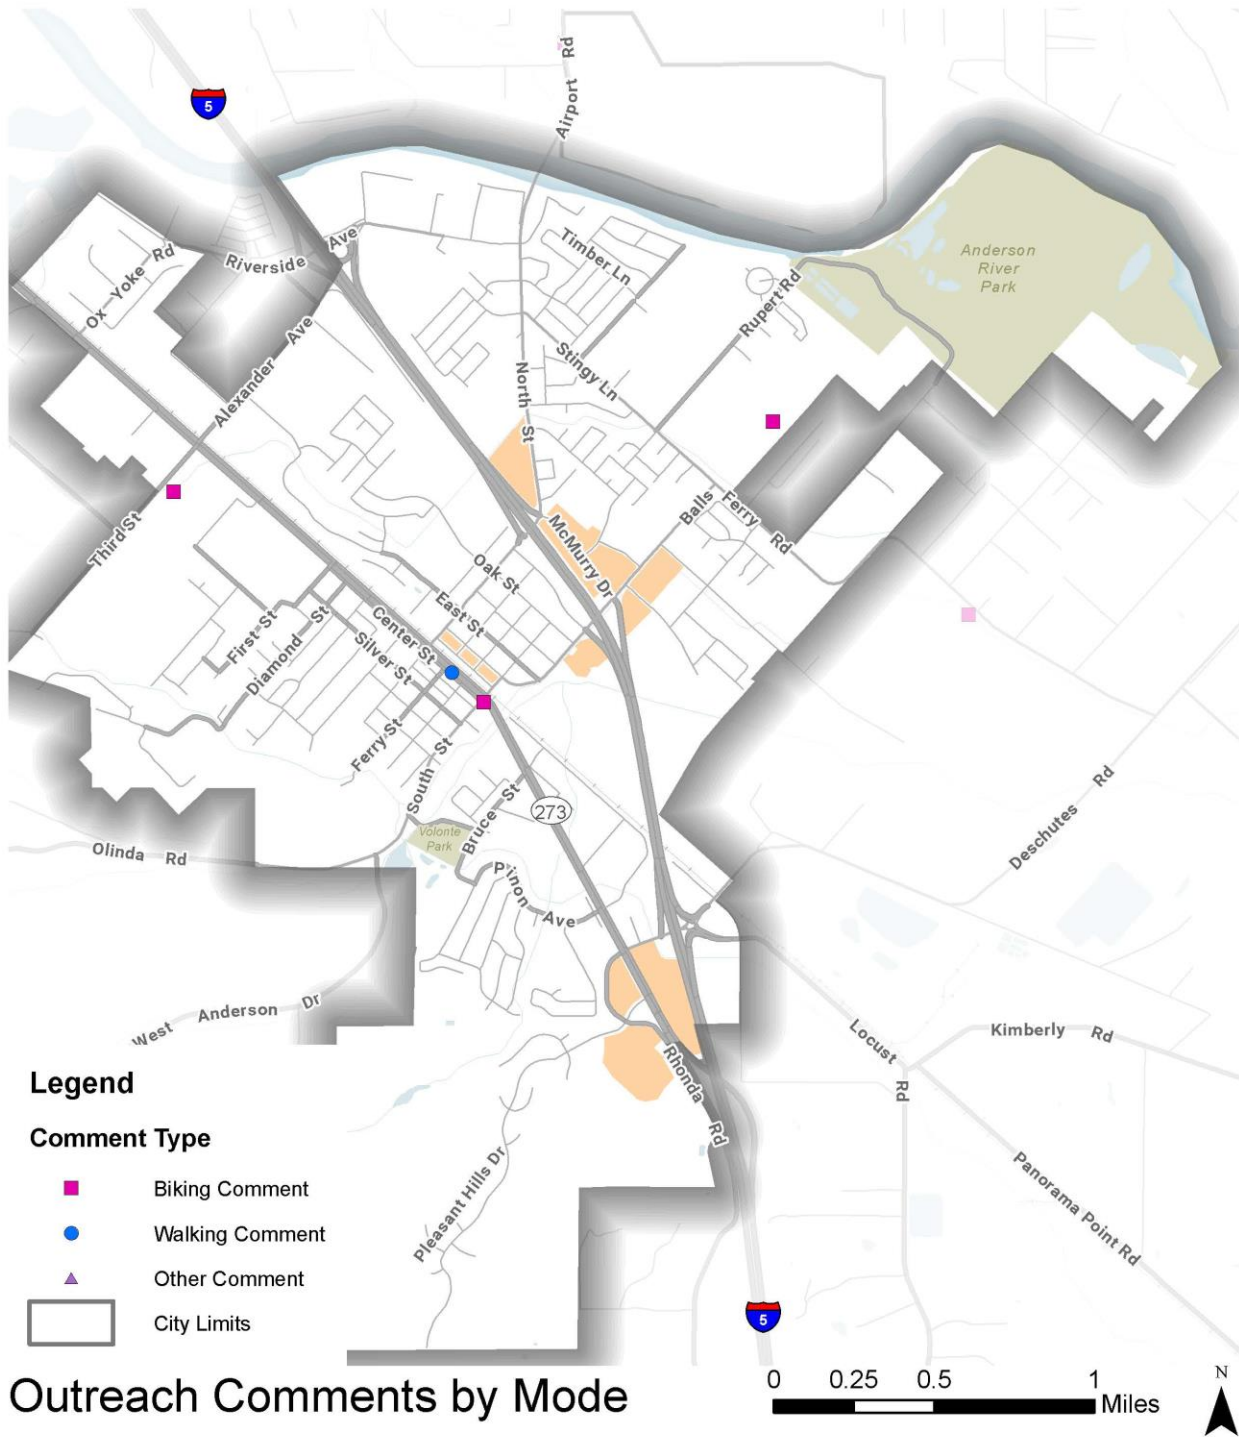 Airport Rd
5
Anderson
River
Park
Timber Ln
Ox Yoke Rd
Riverside Ave
Rupert Rd
Alexander Ave
Stingy Ln
North St
Balls Ferry Rd
Third St
McMurry Dr
Oak St
East St
Center St
Silver St
First St
Diamond St
Ferry St
South St
Bruce St
273
Volonte
Park
Olinda Rd
Pinon Ave
Deschutes Rd
West Anderson Dr
Locust Rd
Kimberly Rd
Rhonda Rd
Pleasant Hills Dr
Panorama Point Rd
5
Legend
Comment Type
Biking Comment
Walking Comment
Other Comment
City Limits
Outreach Comments by Mode
0 0.25 0.5 1
Miles
N